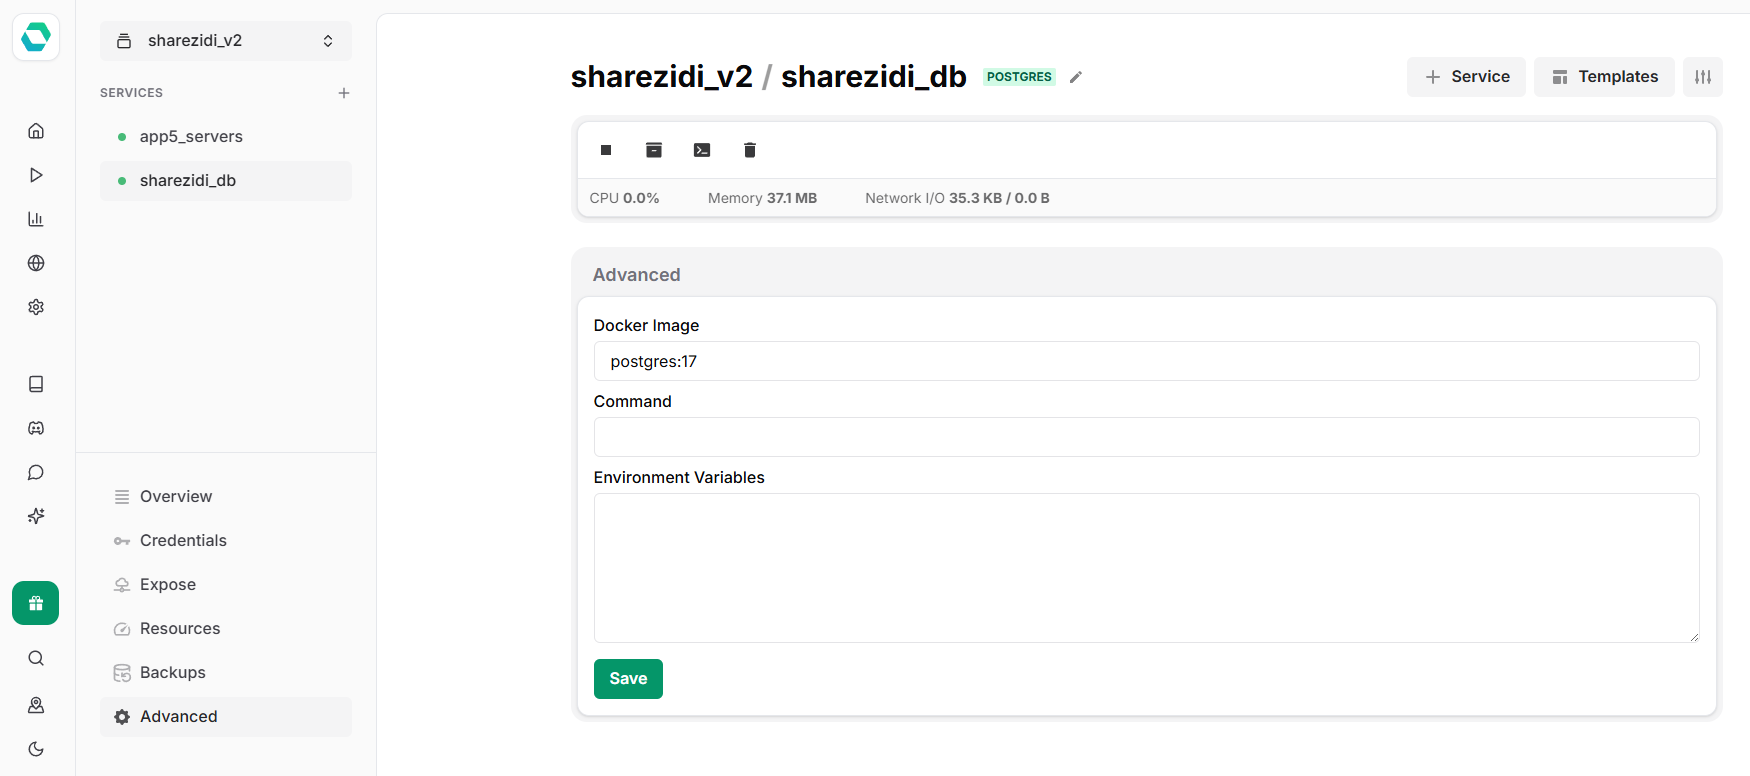 sharezidi_v2
SERVICES
app5_servers
sharezidi_db
Overview
Credentials
Expose
Resources
Backups
Advanced
sharezidi_v2 / sharezidi_db POSTGRES
Service
Templates
CPU 0.0% Memory 37.1 MB Network I/O 35.3 KB / 0.0 B
Advanced
Docker Image
postgres:17
Command
Environment Variables
Save